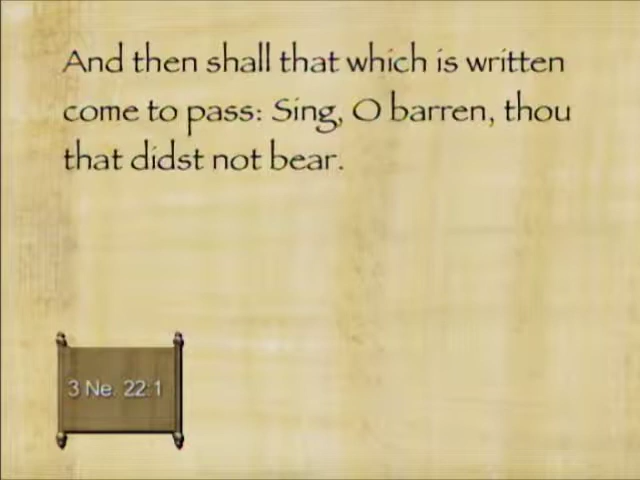 And then shall that which is written
come to pass: Sing, O barren, thou
that didst not bear.
3 Ne. 22:1